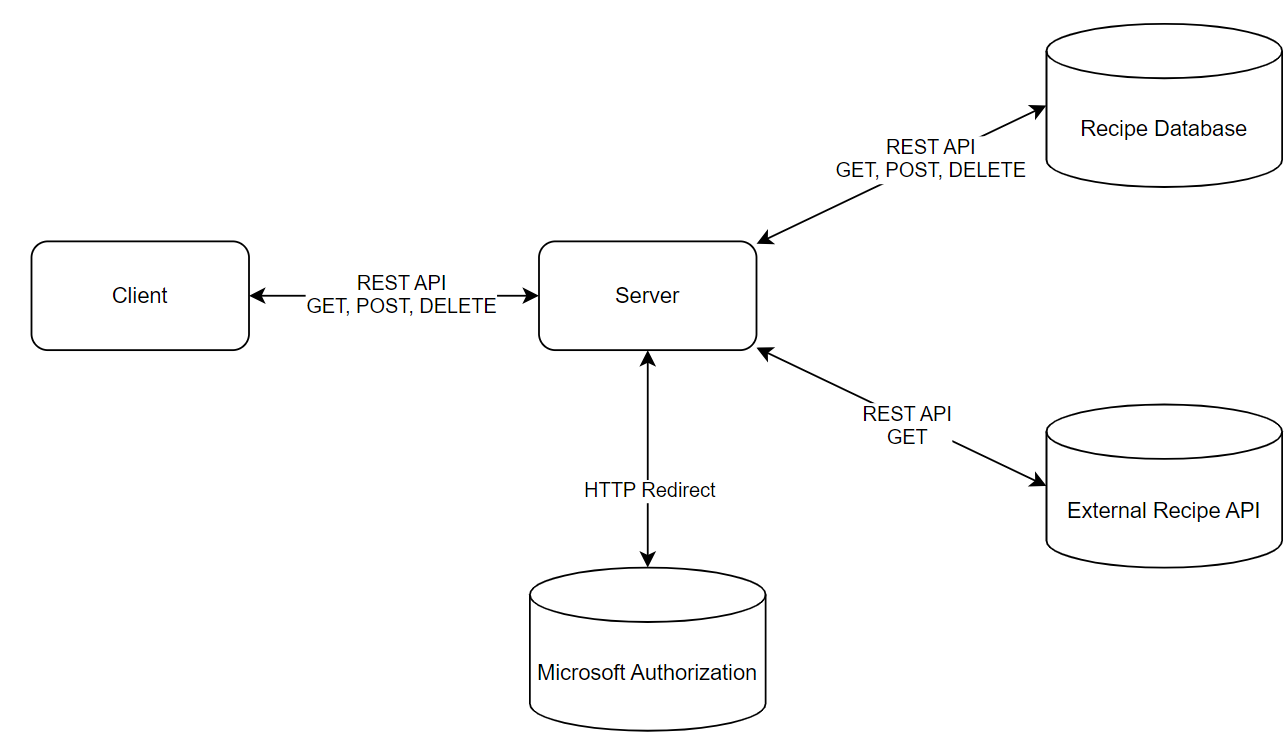 Recipe Database
REST API
GET, POST, DELETE
Client
REST API
GET, POST, DELETE
Server
REST API
GET
External Recipe API
HTTP Redirect
Microsoft Authorization